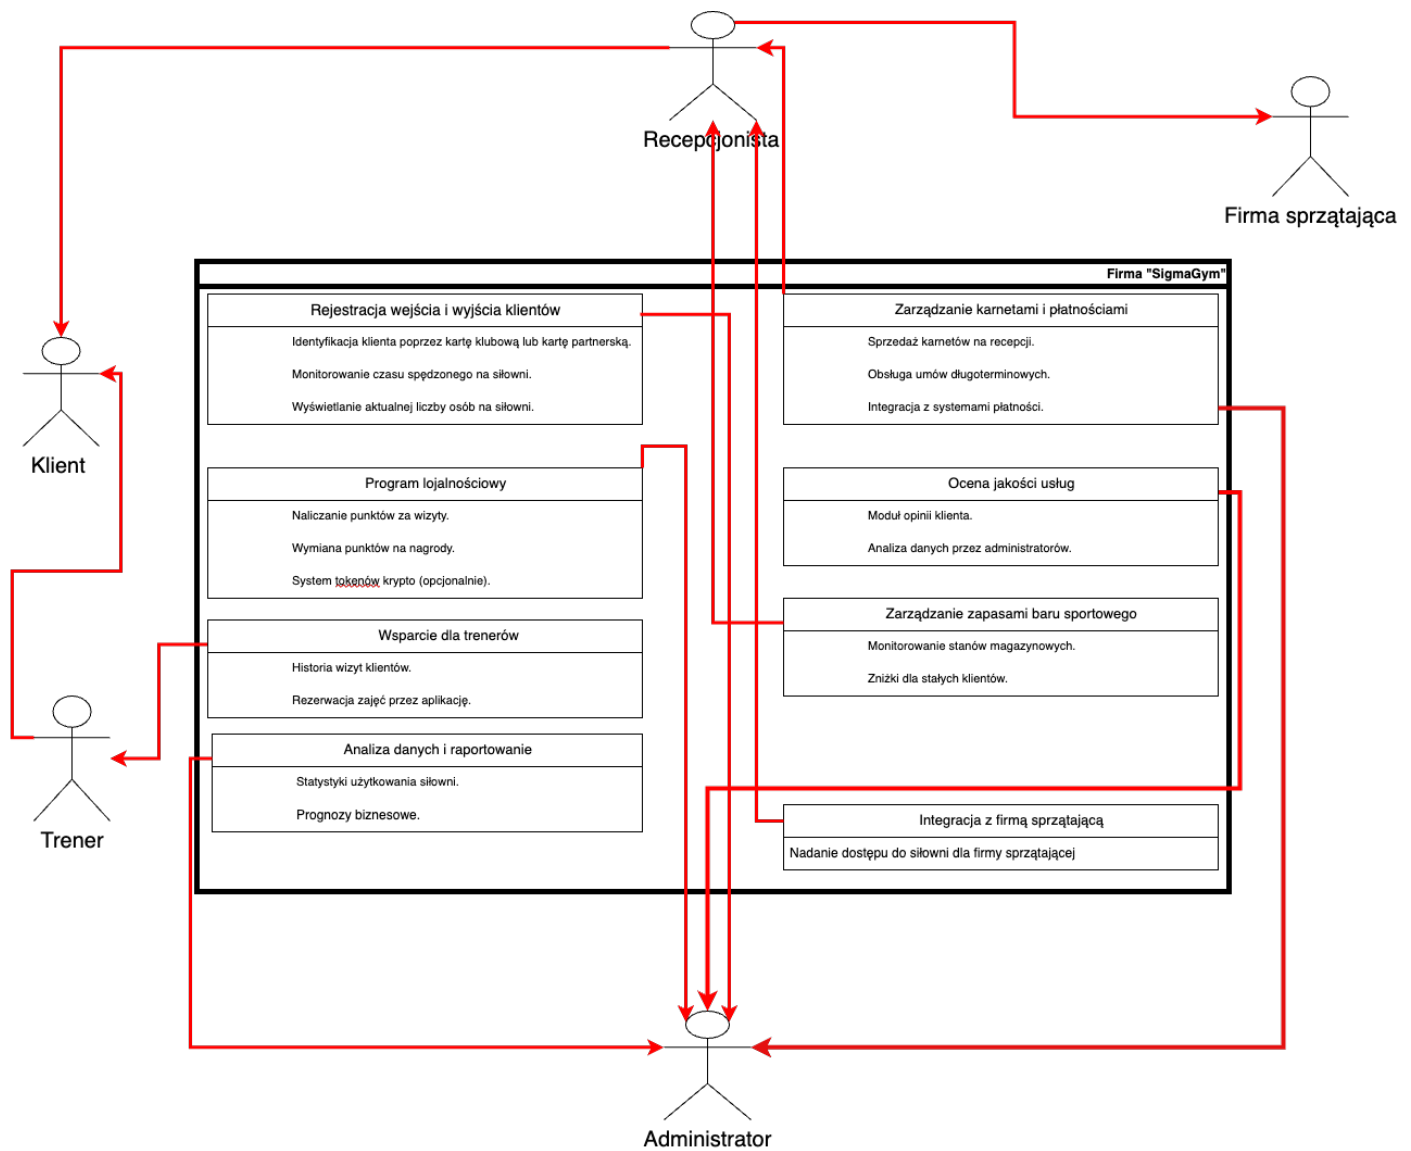 Recepcjonista
Firma sprzątająca
Firma "SigmaGym"
Rejestracja wejścia i wyjścia klientów
Identyfikacja klienta poprzez kartę klubową lub kartę partnerską.
Monitorowanie czasu spędzonego na siłowni.
Wyświetlanie aktualnej liczby osób na siłowni.
Zarządzanie karnetami i płatnościami
Sprzedaż karnetów na recepcji.
Obsługa umów długoterminowych.
Integracja z systemami płatności.
Klient
Program lojalnościowy
Naliczanie punktów za wizyty.
Wymiana punktów na nagrody.
System tokenów krypto (opcjonalnie).
Ocena jakości usług
Moduł opinii klienta.
Analiza danych przez administratorów.
Wsparcie dla trenerów
Historia wizyt klientów.
Rezerwacja zajęć przez aplikację.
Zarządzanie zapasami baru sportowego
Monitorowanie stanów magazynowych.
Zniżki dla stałych klientów.
Trener
Analiza danych i raportowanie
Statystyki użytkowania siłowni.
Prognozy biznesowe.
Integracja z firmą sprzątającą
Nadanie dostępu do siłowni dla firmy sprzątającej
Administrator